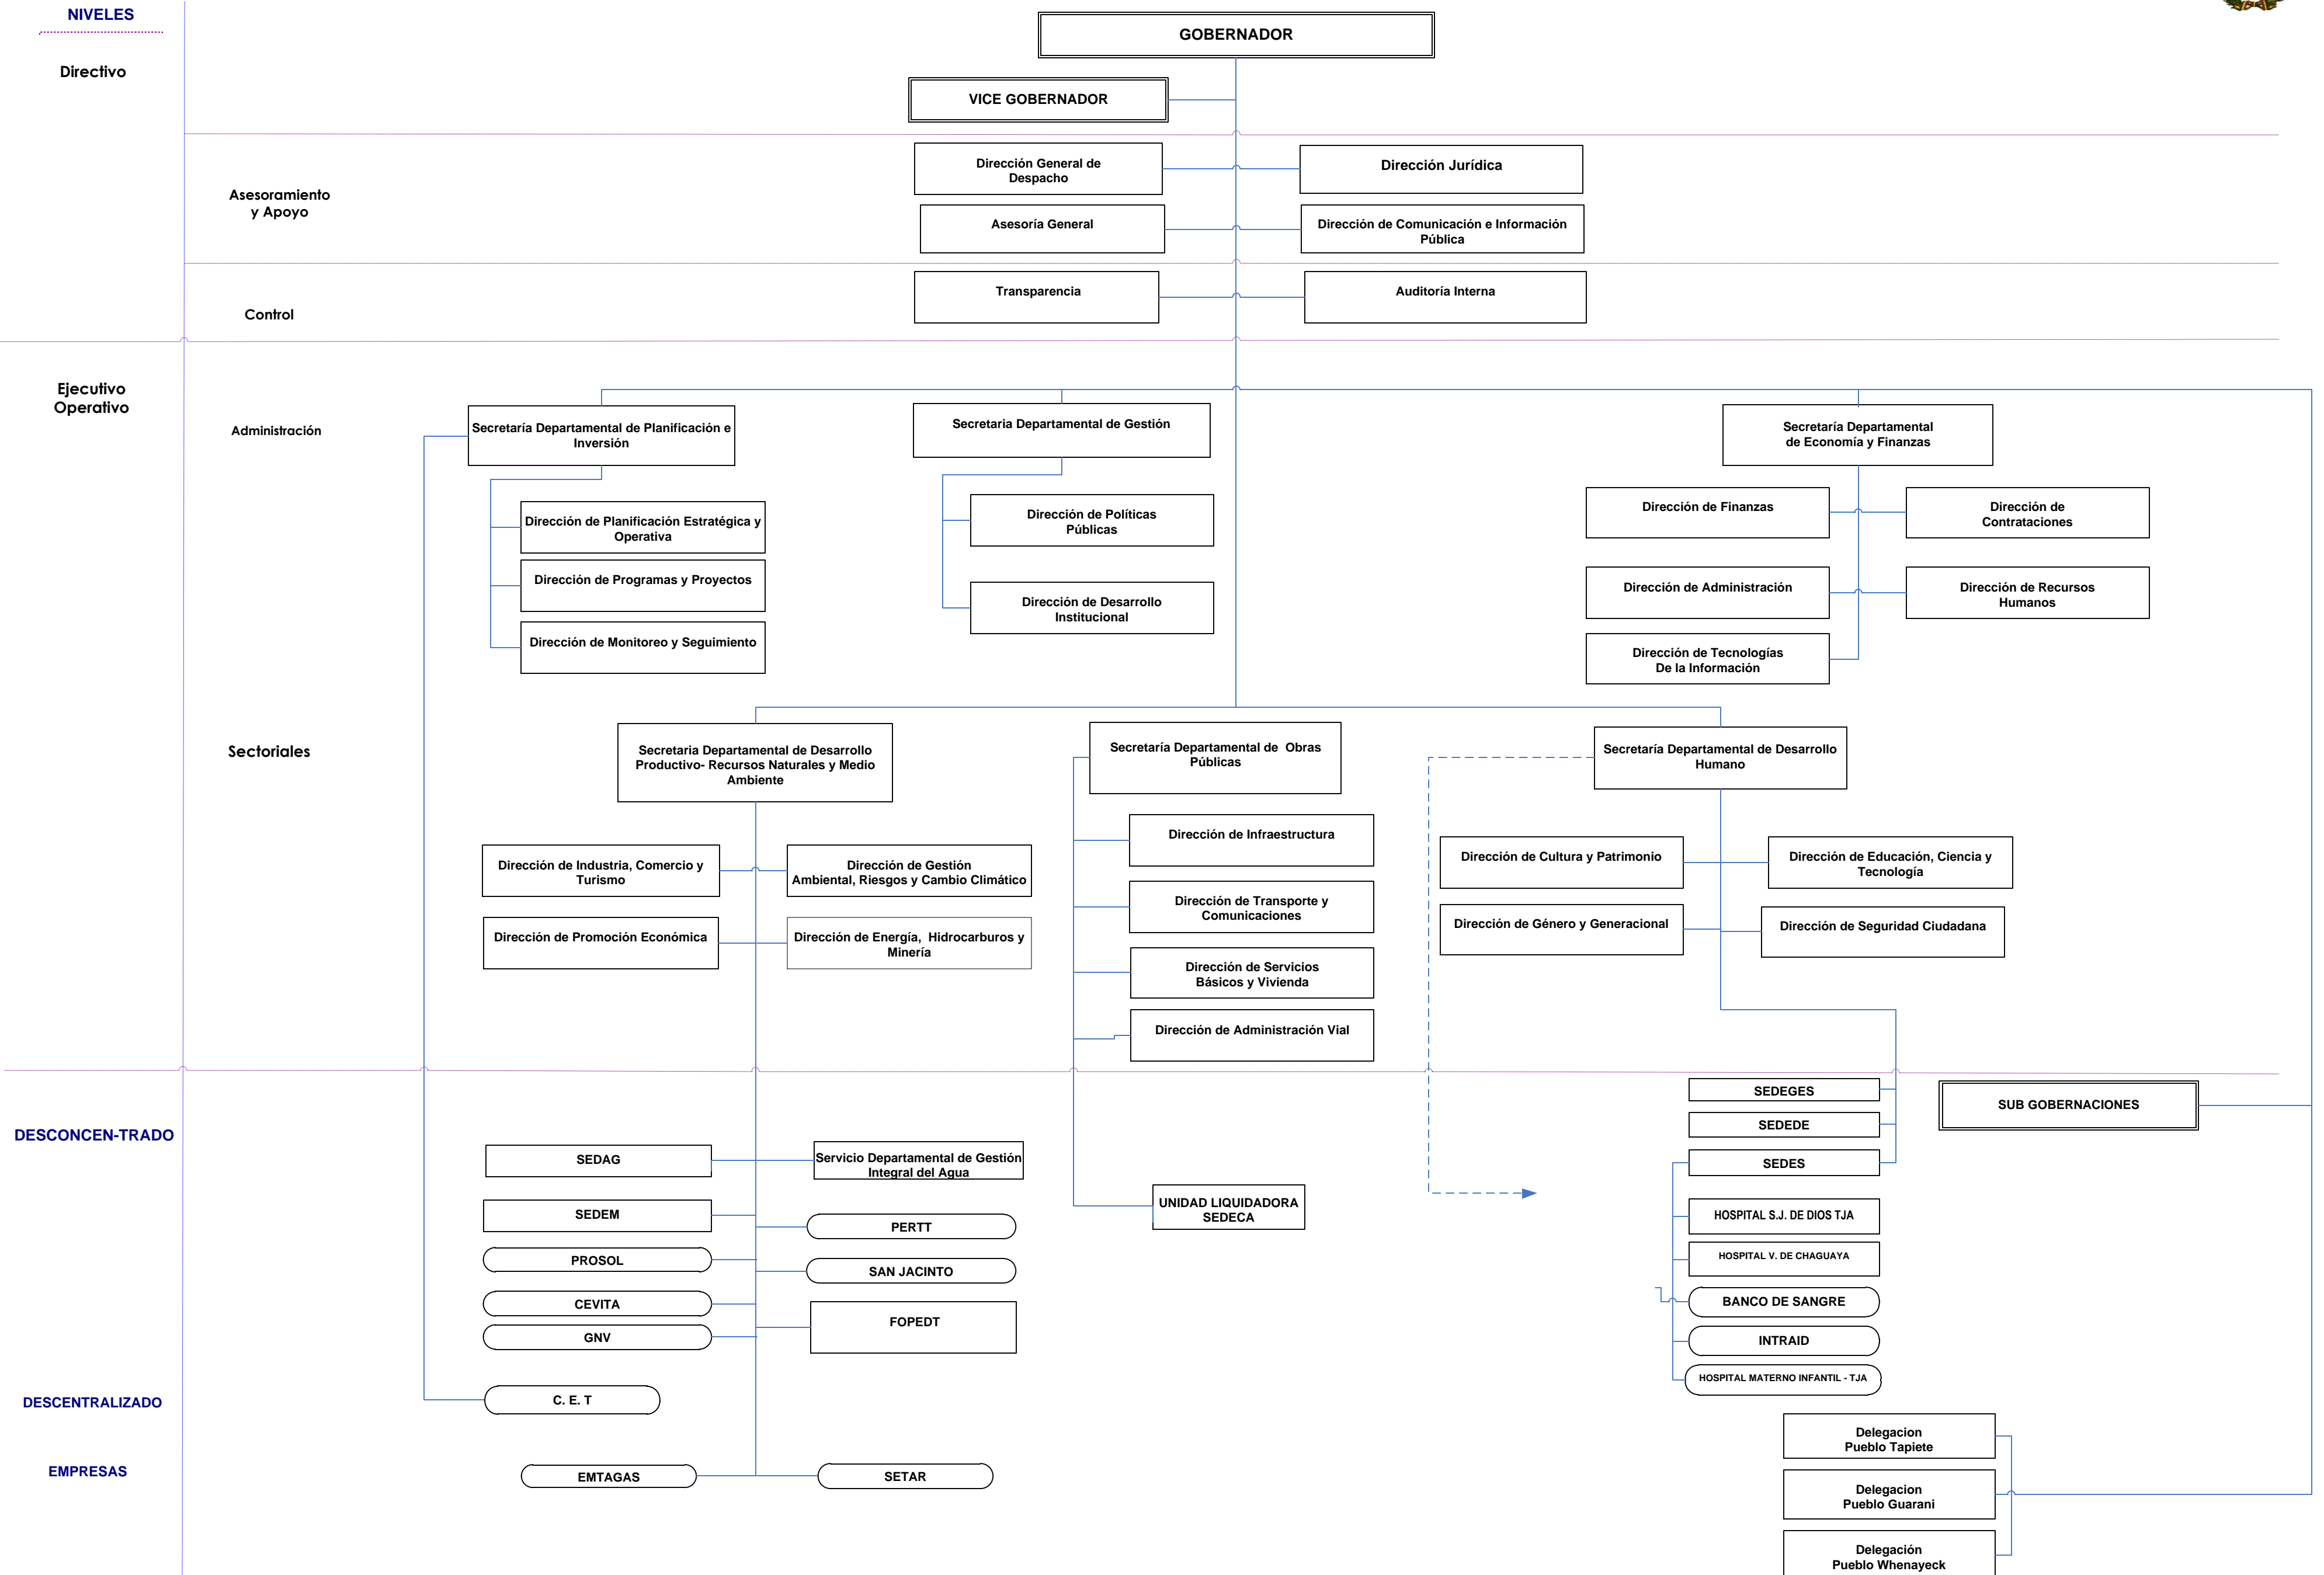 NIVELES
GOBERNADOR
Directivo
VICE GOBERNADOR
Asesoramiento
y Apoyo
Dirección General de
Despacho
Dirección Jurídica
Asesoría General
Dirección de Comunicación e Información
Pública
Control
Transparencia
Auditoría Interna
Ejecutivo
Operativo
Administración
Secretaría Departamental de Planificación e
Inversión
Secretaria Departamental de Gestión
Secretaría Departamental
de Economía y Finanzas
Dirección de Planificación Estratégica y
Operativa
Dirección de Programas y Proyectos
Dirección de Monitoreo y Seguimiento
Dirección de Políticas
Públicas
Dirección de Desarrollo
Institucional
Dirección de Finanzas
Dirección de
Contrataciones
Dirección de Administración
Dirección de Recursos
Humanos
Dirección de Tecnologías
De la Información
Sectoriales
Secretaria Departamental de Desarrollo
Productivo- Recursos Naturales y Medio
Ambiente
Secretaría Departamental de Obras
Públicas
Secretaría Departamental de Desarrollo
Humano
Dirección de Industria, Comercio y
Turismo
Dirección de Gestión
Ambiental, Riesgos y Cambio Climático
Dirección de Promoción Económica
Dirección de Energía, Hidrocarburos y
Minería
Dirección de Infraestructura
Dirección de Transporte y
Comunicaciones
Dirección de Servicios
Básicos y Vivienda
Dirección de Administración Vial
Dirección de Cultura y Patrimonio
Dirección de Educación, Ciencia y
Tecnología
Dirección de Género y Generacional
Dirección de Seguridad Ciudadana
DESCONCEN-TRADO
SEDAG
Servicio Departamental de Gestión
Integral del Agua
SEDEM
PERTT
PROSOL
SAN JACINTO
CEVITA
FOPEDT
GNV
UNIDAD LIQUIDADORA
SEDECA
SEDEGES
SEDEDE
SEDES
SUB GOBERNACIONES
HOSPITAL S.J. DE DIOS TJA
HOSPITAL V. DE CHAGUAYA
BANCO DE SANGRE
INTRAID
HOSPITAL MATERNO INFANTIL - TJA
DESCENTRALIZADO
C. E. T
EMPRESAS
EMTAGAS
SETAR
Delegacion
Pueblo Tapiete
Delegacion
Pueblo Guarani
Delegación
Pueblo Whenayeck